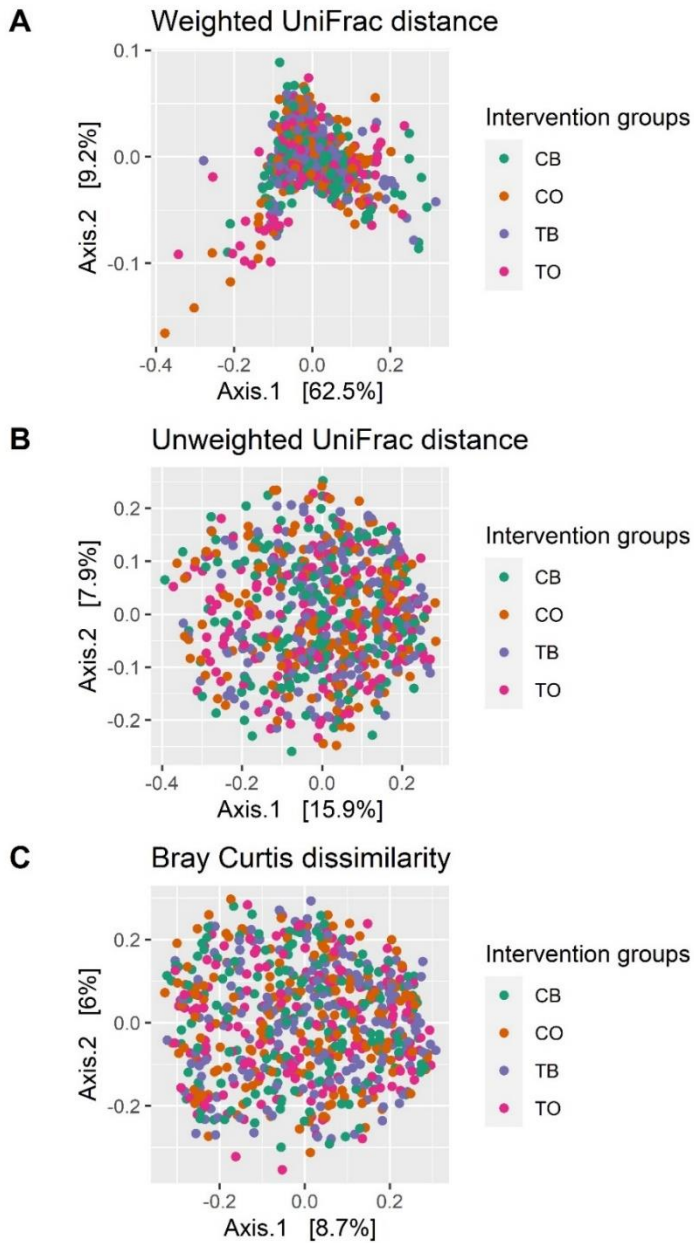 A
Weighted UniFrac distance
0.1
0.0
-0.1
Axis.2 [9.2%]
-0.4 -0.2 0.0 0.2
Axis.1 [62.5%]
Intervention groups
CB
CO
TB
TO
B
Unweighted UniFrac distance
0.2
0.1
0.0
-0.1
-0.2
Axis.2 [7.9%]
-0.4 -0.2 0.0 0.2
Axis.1 [15.9%]
Intervention groups
CB
CO
TB
TO
C
Bray Curtis dissimilarity
0.2
0.0
-0.2
Axis.2 [6%]
-0.2 0.0 0.2
Axis.1 [8.7%]
Intervention groups
CB
CO
TB
TO